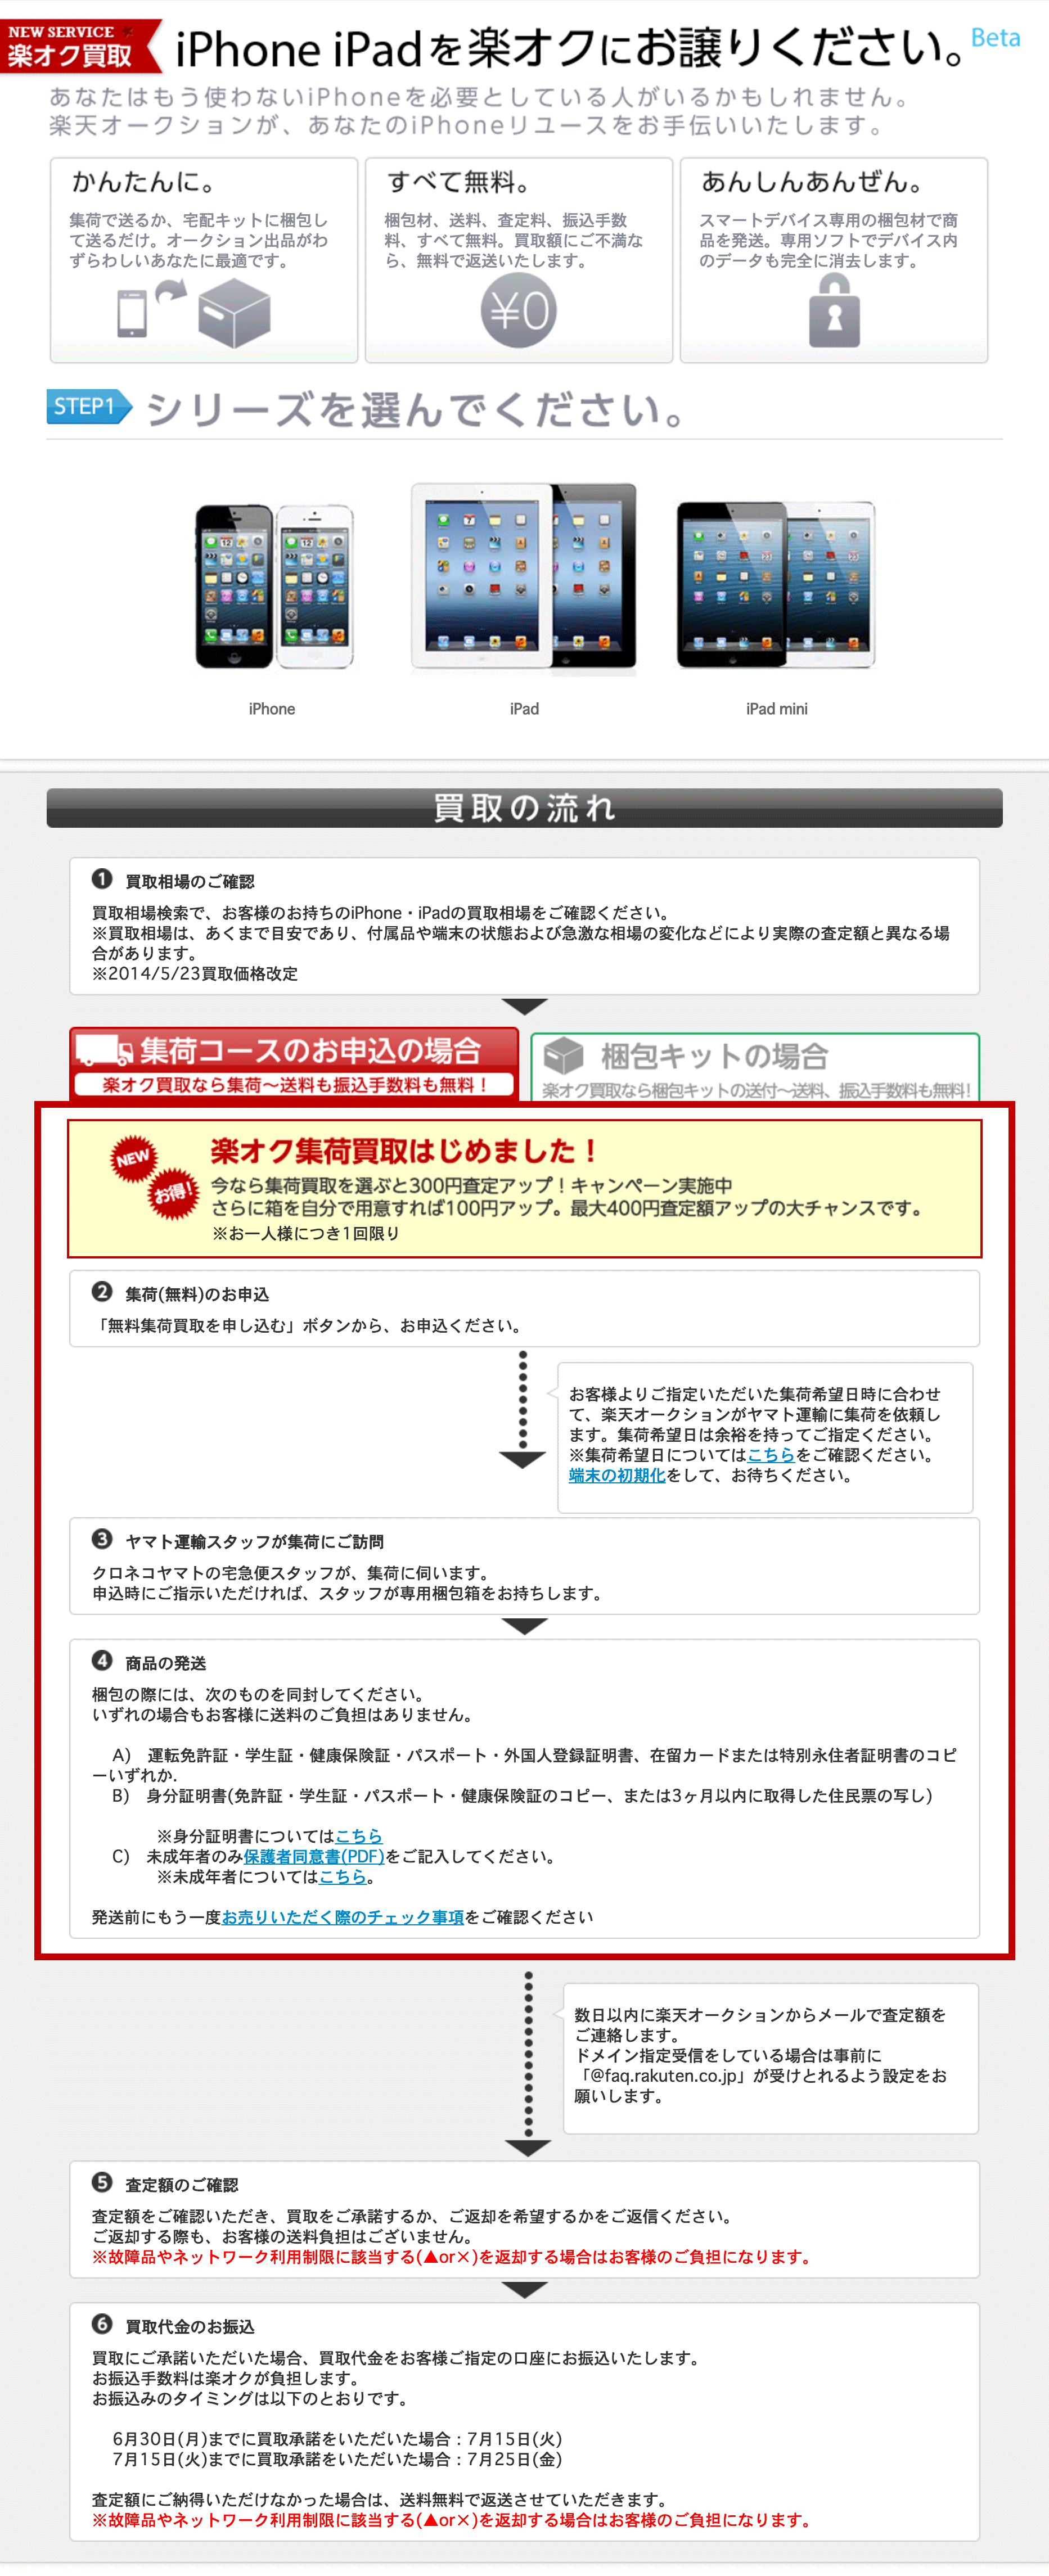 NEW SERVICE
楽オク買取
iPhone iPadを楽オクにお譲りください。Beta
あなたはもう使わないiPhoneを必要としている人がいるかもしれません。
楽天オークションが、あなたのiPhoneリユースをお手伝いいたします。
かんたんに。
集荷で送るか、宅配キットに梱包し
て送るだけ。オークション出品がわ
ずらわしいあなたに最適です。
すべて無料。
梱包材、送料、査定料、振込手数
料、すべて無料。買取額にご不満な
ら、無料で返送いたします。
¥0
あんしんあんぜん。
スマートデバイス専用の梱包材で商
品を発送。専用ソフトでデバイス内
のデータも完全に消去します。
STEP1 シリーズを選んでください。
iPhone
iPad
iPad mini
買取の流れ
❶ 買取相場のご確認
買取相場検索で、お客様のお持ちのiPhone・iPadの買取相場をご確認ください。
※買取相場は、あくまで目安であり、付属品や端末の状態および急激な相場の変化などにより実際の査定額と異なる場
合があります。
※2014/5/23買取価格改定
集荷コースのお申込の場合
楽オク買取なら集荷〜送料も振込手数料も無料！
梱包キットの場合
楽オク買取なら梱包キットの送付〜送料、振込手数料も無料!
NEW
お得!
楽オク集荷買取はじめました！
今なら集荷買取を選ぶと300円査定アップ！キャンペーン実施中
さらに箱を自分で用意すれば100円アップ。最大400円査定額アップの大チャンスです。
※お一人様につき1回限り
❷ 集荷(無料)のお申込
「無料集荷買取を申し込む」ボタンから、お申込ください。
お客様よりご指定いただいた集荷希望日時に合わせ
て、楽天オークションがヤマト運輸に集荷を依頼し
ます。集荷希望日は余裕を持ってご指定ください。
※集荷希望日についてはこちらをご確認ください。
端末の初期化をして、お待ちください。
❸ ヤマト運輸スタッフが集荷にご訪問
クロネコヤマトの宅急便スタッフが、集荷に伺います。
申込時にご指示いただければ、スタッフが専用梱包箱をお持ちします。
❹ 商品の発送
梱包の際には、次のものを同封してください。
いずれの場合もお客様に送料のご負担はありません。
A) 運転免許証・学生証・健康保険証・パスポート・外国人登録証明書、在留カードまたは特別永住者証明書のコピ
ーいずれか.
B) 身分証明書(免許証・学生証・パスポート・健康保険証のコピー、または3ヶ月以内に取得した住民票の写し)
※身分証明書についてはこちら
C) 未成年者のみ保護者同意書(PDF)をご記入してください。
※未成年者についてはこちら。
発送前にもう一度お売りいただく際のチェック事項をご確認ください
数日以内に楽天オークションからメールで査定額を
ご連絡します。
ドメイン指定受信をしている場合は事前に
「@faq.rakuten.co.jp」が受けとれるよう設定をお
願いします。
❺ 査定額のご確認
査定額をご確認いただき、買取をご承諾するか、ご返却を希望するかをご返信ください。
ご返却する際も、お客様の送料負担はございません。
※故障品やネットワーク利用制限に該当する(▲or×)を返却する場合はお客様のご負担になります。
❻ 買取代金のお振込
買取にご承諾いただいた場合、買取代金をお客様ご指定の口座にお振込いたします。
お振込手数料は楽オクが負担します。
お振込みのタイミングは以下のとおりです。
6月30日(月)までに買取承諾をいただいた場合：7月15日(火)
7月15日(火)までに買取承諾をいただいた場合：7月25日(金)
査定額にご納得いただけなかった場合は、送料無料で返送させていただきます。
※故障品やネットワーク利用制限に該当する(▲or×)を返却する場合はお客様のご負担になります。